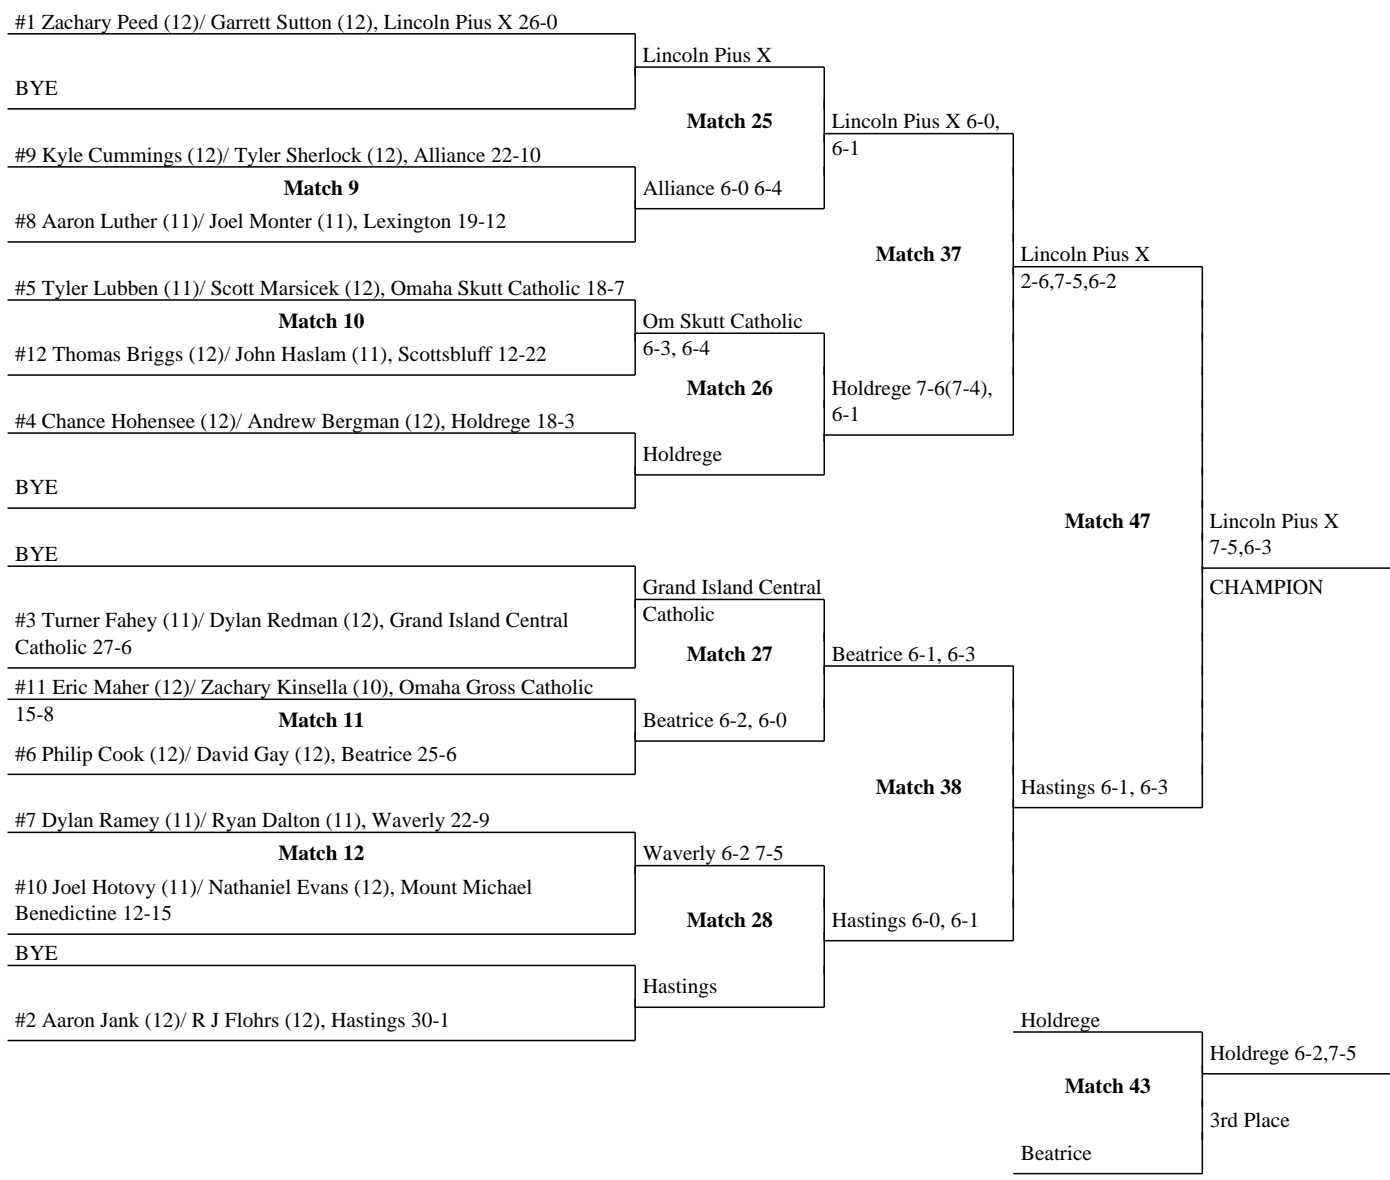 #1 Zachary Peed (12)/ Garrett Sutton (12), Lincoln Pius X 26-0
Lincoln Pius X
BYE
Match 25
Lincoln Pius X 6-0,
6-1
#9 Kyle Cummings (12)/ Tyler Sherlock (12), Alliance 22-10
Match 9
Alliance 6-0 6-4
#8 Aaron Luther (11)/ Joel Monter (11), Lexington 19-12
Match 37
Lincoln Pius X
2-6,7-5,6-2
#5 Tyler Lubben (11)/ Scott Marsicek (12), Omaha Skutt Catholic 18-7
Match 10
Om Skutt Catholic
6-3, 6-4
#12 Thomas Briggs (12)/ John Haslam (11), Scottsbluff 12-22
Match 26
Holdrege 7-6(7-4),
6-1
#4 Chance Hohensee (12)/ Andrew Bergman (12), Holdrege 18-3
Holdrege
BYE
Match 47
Lincoln Pius X
7-5,6-3
CHAMPION
BYE
Grand Island Central
Catholic
#3 Turner Fahey (11)/ Dylan Redman (12), Grand Island Central
Catholic 27-6
Match 27
Beatrice 6-1, 6-3
#11 Eric Maher (12)/ Zachary Kinsella (10), Omaha Gross Catholic
15-8
Match 11
Beatrice 6-2, 6-0
#6 Philip Cook (12)/ David Gay (12), Beatrice 25-6
Match 38
Hastings 6-1, 6-3
#7 Dylan Ramey (11)/ Ryan Dalton (11), Waverly 22-9
Match 12
Waverly 6-2 7-5
#10 Joel Hotovy (11)/ Nathaniel Evans (12), Mount Michael
Benedictine 12-15
Match 28
Hastings 6-0, 6-1
BYE
Hastings
#2 Aaron Jank (12)/ R J Flohrs (12), Hastings 30-1
Holdrege
Holdrege 6-2,7-5
Match 43
3rd Place
Beatrice